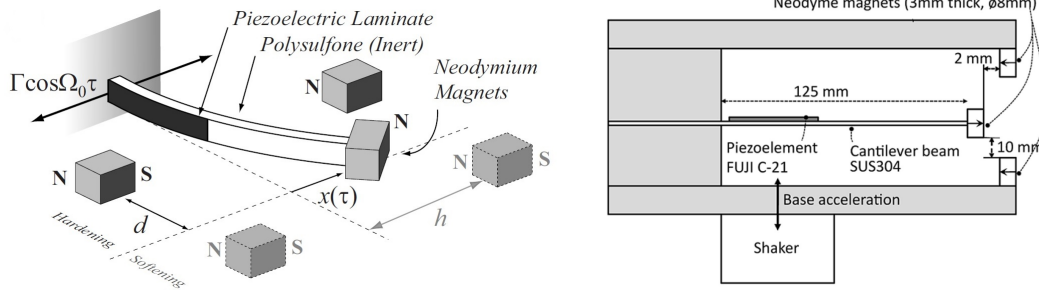 Piezoelectric Laminate
Polysulfone (Inert)
Neodymium
Magnets
ΓcosΩ₀τ
N
N
N S
x(τ)
d
h
N S
N S
Hardening
Softening
Neodyme magnets (3mm thick, ø8mm)
2 mm
125 mm
10 mm
Piezoelement
FUJI C-21
Cantilever beam
SUS304
Base acceleration
Shaker